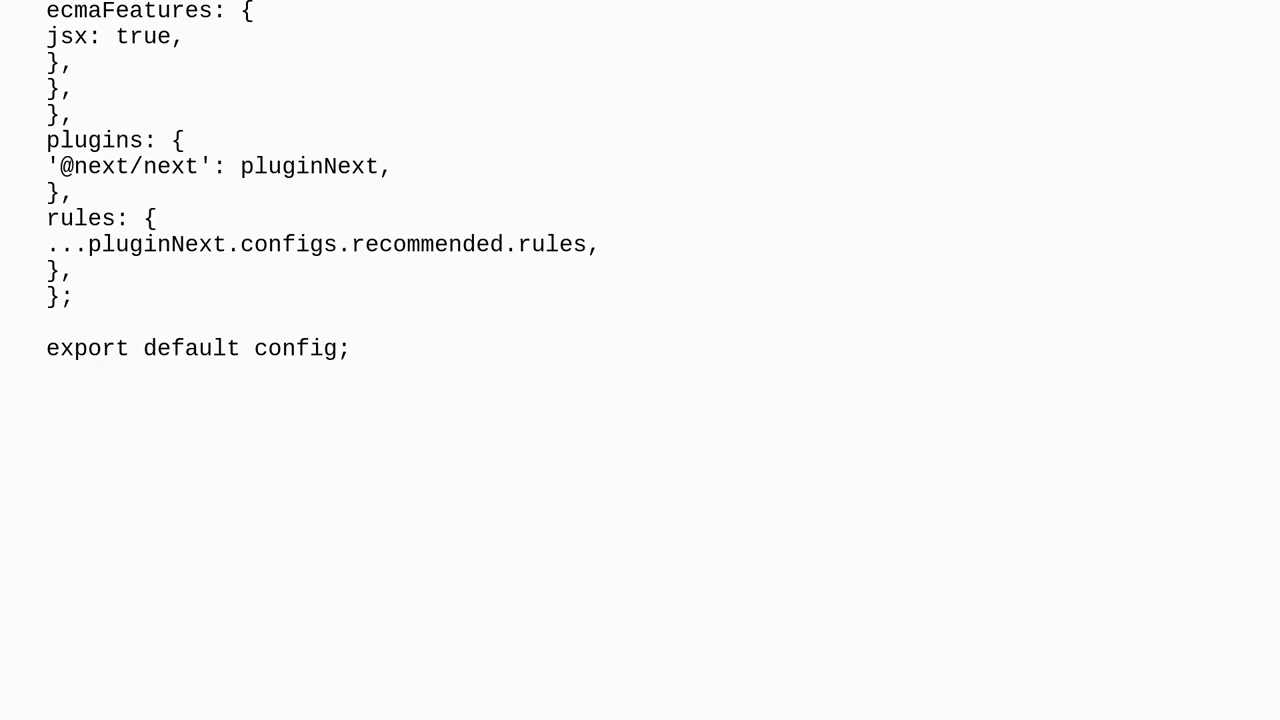 ecmaFeatures: {
jsx: true,
},
},
},
plugins: {
'@next/next': pluginNext,
},
rules: {
...pluginNext.configs.recommended.rules,
},
};

export default config;